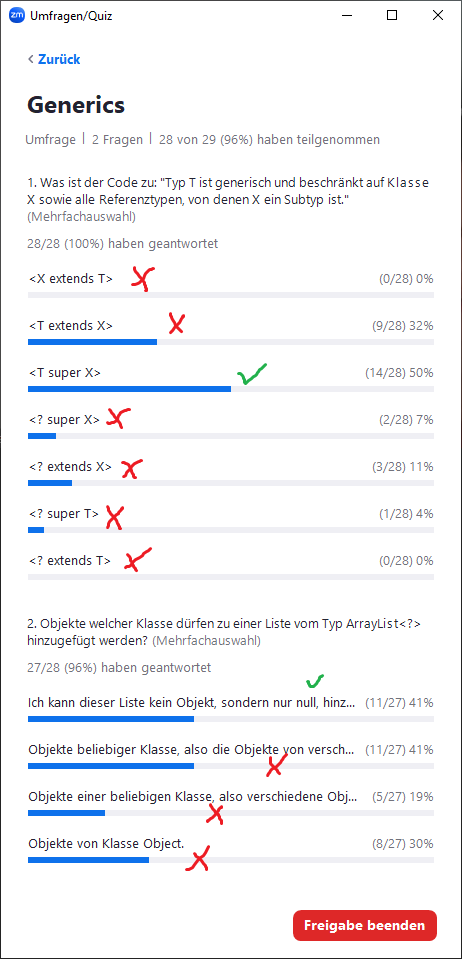 zm Umfragen/Quiz
< Zurück
Generics
Umfrage | 2 Fragen | 28 von 29 (96%) haben teilgenommen
1. Was ist der Code zu: "Typ T ist generisch und beschränkt auf Klasse
X sowie alle Referenztypen, von denen X ein Subtyp ist."
(Mehrfachauswahl)
28/28 (100%) haben geantwortet
<X extends T> (0/28) 0%
<T extends X> (9/28) 32%
<T super X> (14/28) 50%
<? super X> (2/28) 7%
<? extends X> (3/28) 11%
<? super T> (1/28) 4%
<? extends T> (0/28) 0%
2. Objekte welcher Klasse dürfen zu einer Liste vom Typ ArrayList<?>
hinzugefügt werden? (Mehrfachauswahl)
27/28 (96%) haben geantwortet
Ich kann dieser Liste kein Objekt, sondern nur null, hinz... (11/27) 41%
Objekte beliebiger Klasse, also die Objekte von versch... (11/27) 41%
Objekte einer beliebigen Klasse, also verschiedene Obj... (5/27) 19%
Objekte von Klasse Object. (8/27) 30%
Freigabe beenden